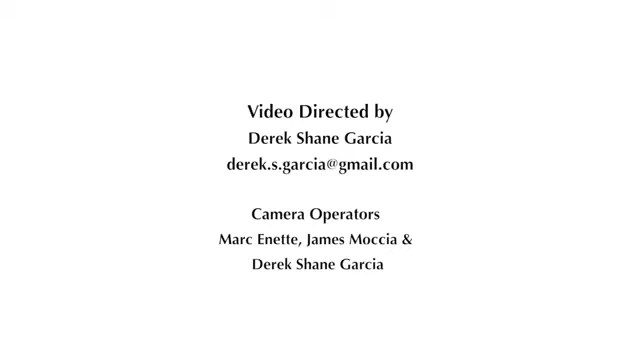 Video Directed by
Derek Shane Garcia
derek.s.garcia@gmail.com
Camera Operators
Marc Enette, James Moccia &
Derek Shane Garcia